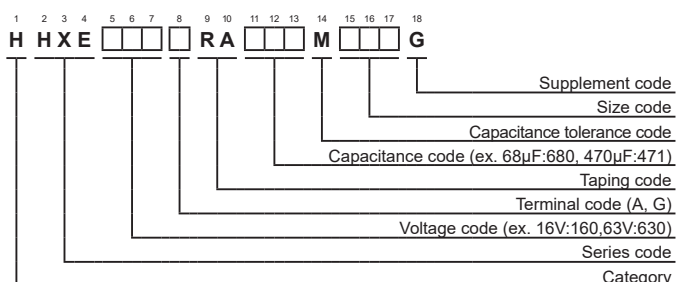 1 2 3 4 5 6 7 8 9 10 11 12 13 14 15 16 17 18
H H X E □□□ □ R A □□□ M □□□ G
Supplement code
Size code
Capacitance tolerance code
Capacitance code (ex. 68µF:680, 470µF:471)
Taping code
Terminal code (A, G)
Voltage code (ex. 16V:160,63V:630)
Series code
Category